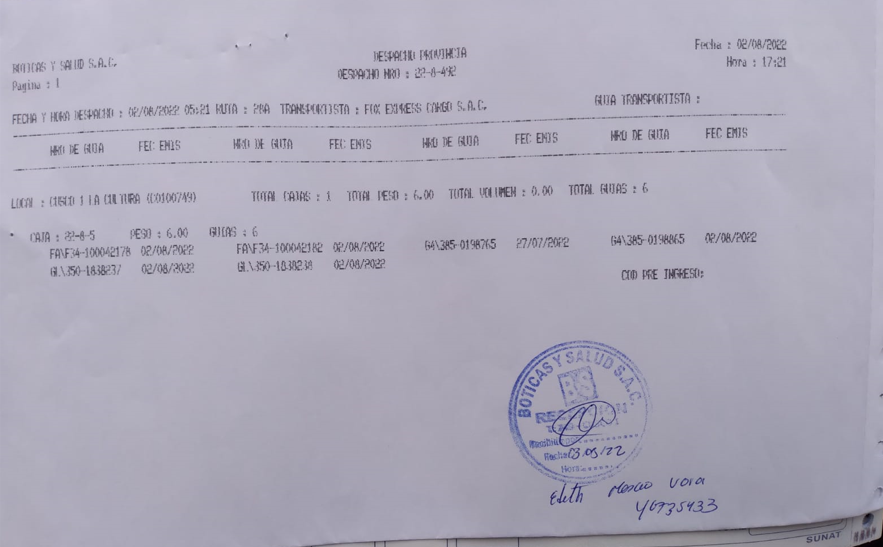 BOTICAS Y SALUD S.A.C. DESPACHO PROVINCIA Fecha : 02/08/2022
Pagina : 1 DESPACHO NRO : 22-8-492 Hora : 17:21
FECHA Y HORA DESPACHO : 02/08/2022 05:21 RUTA : 20A TRANSPORTISTA : FOX EXPRESS CARGO S.A.C. GUIA TRANSPORTISTA :
NRO DE GUIA FEC EMIS NRO DE GUIA FEC EMIS NRO DE GUIA FEC EMIS NRO DE GUIA FEC EMIS
LOCAL : CUSCO 1 LA CULTURA (C0100749) TOTAL CAJAS : 1 TOTAL PESO : 6.00 TOTAL VOLUMEN : 0.00 TOTAL GUIAS : 6
CAJA : 22-8-5 PESO : 6.00 GUIAS : 6
FA\F34-100042178 02/08/2022 FA\F34-100042182 02/08/2022 G4\385-0198765 27/07/2022 G4\385-0198865 02/08/2022
GL\350-1838237 02/08/2022 GL\350-1838238 02/08/2022
COD PRE INGRESO:
BOTICAS Y SALUD S.A.C.
BS
Fecha 03.08/22
Hora:
Edith
46735433
SUNAT